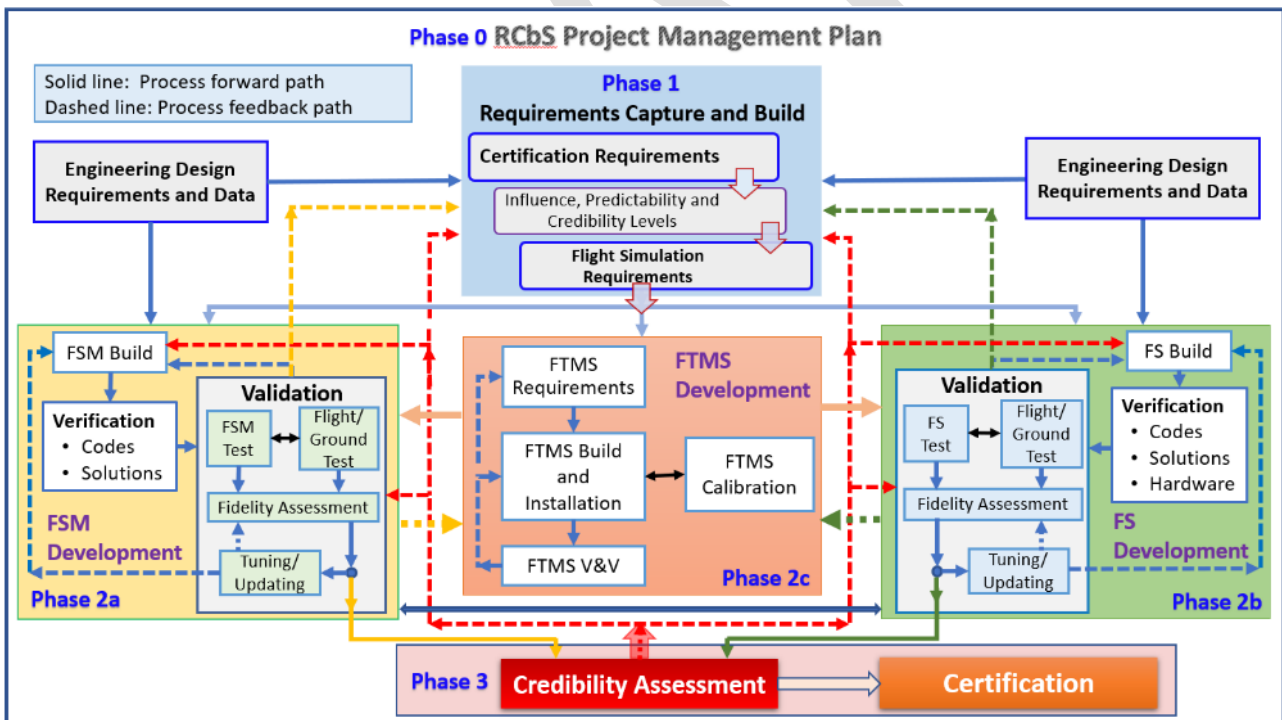 Phase 0 RCbS Project Management Plan
Solid line: Process forward path
Dashed line: Process feedback path
Phase 1
Requirements Capture and Build
Certification Requirements
Influence, Predictability and
Credibility Levels
Flight Simulation
Requirements
Engineering Design
Requirements and Data
Engineering Design
Requirements and Data
FSM Build
Verification
• Codes
• Solutions
Validation
FSM
Test
Flight/
Ground
Test
Fidelity Assessment
Tuning/
Updating
FSM
Development
Phase 2a
FTMS
Requirements
FTMS
Development
FTMS Build
and
Installation
FTMS
Calibration
FTMS V&V
Phase 2c
FS Build
Validation
FS
Test
Flight/
Ground
Test
Fidelity Assessment
Tuning/
Updating
Verification
• Codes
• Solutions
• Hardware
FS
Development
Phase 2b
Phase 3
Credibility Assessment
Certification